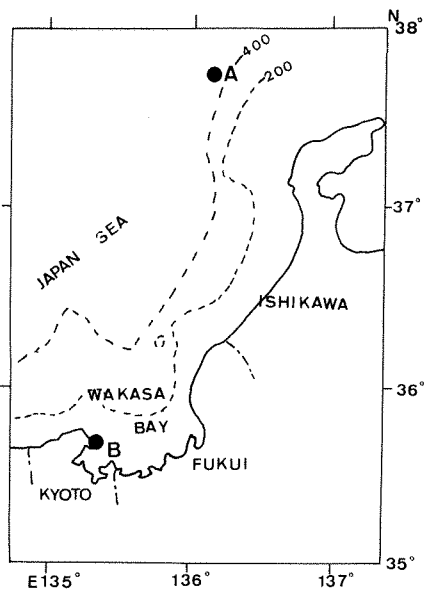 N
38°
400
A
200
37°
JAPAN SEA
ISHIKAWA
36°
WAKASA
BAY
B
FUKUI
KYOTO
35°
E135° 136° 137°